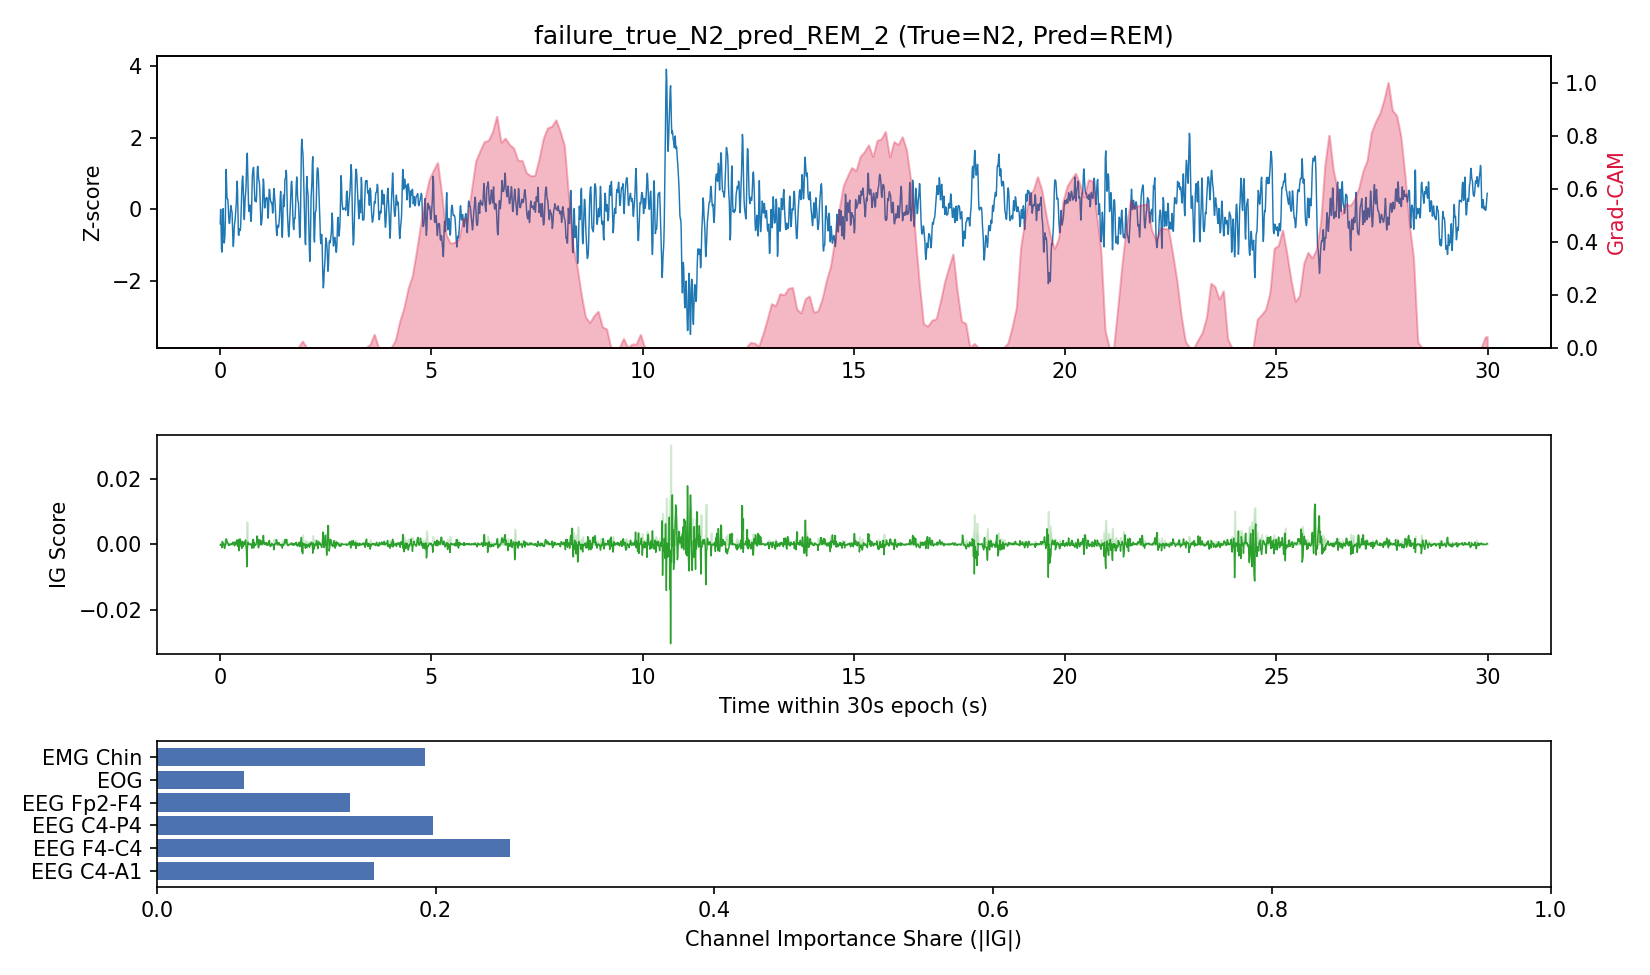 failure_true_N2_pred_REM_2 (True=N2, Pred=REM)
Z-score
4
2
0
−2
Grad-CAM
1.0
0.8
0.6
0.4
0.2
0.0
0 5 10 15 20 25 30
IG Score
0.02
0.00
−0.02
0 5 10 15 20 25 30
Time within 30s epoch (s)
EMG Chin
EOG
EEG Fp2-F4
EEG C4-P4
EEG F4-C4
EEG C4-A1
0.0 0.2 0.4 0.6 0.8 1.0
Channel Importance Share (|IG|)